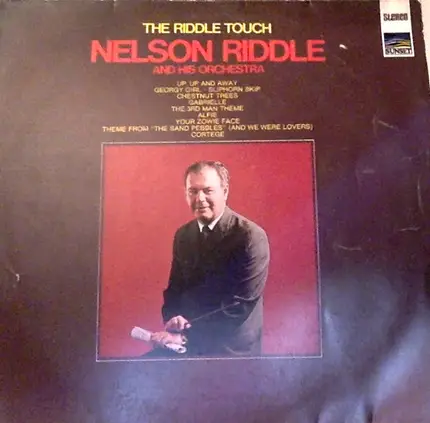 THE RIDDLE TOUCH
STEREO
NELSON RIDDLE
SUNSET
AND HIS ORCHESTRA
UP, UP AND AWAY
GEORGY GIRL · SLIPHORN SKIP
CHESTNUT TREES
GABRIELLE
THE 3RD MAN THEME
ALFIE
YOUR ZOWIE FACE
THEME FROM "THE SAND PEBBLES" (AND WE WERE LOVERS)
CORTEGE